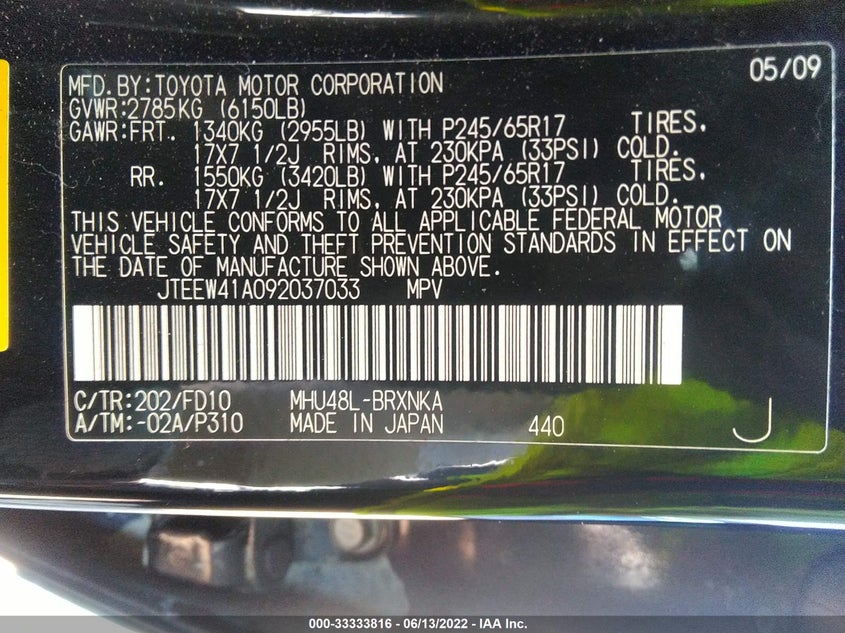 05/09
MFD.BY:TOYOTA MOTOR CORPORATION
GVWR:2785KG (6150LB)
GAWR:FRT. 1340KG (2955LB) WITH P245/65R17 TIRES,
17X7 1/2J RIMS, AT 230KPA (33PSI) COLD.
RR. 1550KG (3420LB) WITH P245/65R17 TIRES,
17X7 1/2J RIMS, AT 230KPA (33PSI) COLD.
THIS VEHICLE CONFORMS TO ALL APPLICABLE FEDERAL MOTOR
VEHICLE SAFETY AND THEFT PREVENTION STANDARDS IN EFFECT ON
THE DATE OF MANUFACTURE SHOWN ABOVE.
JTEEW41A092037033 MPV
C/TR:202/FD10 MHU48L-BRXNKA
A/TM:-02A/P310 MADE IN JAPAN 440 J
000-33333816 - 06/13/2022 - IAA Inc.